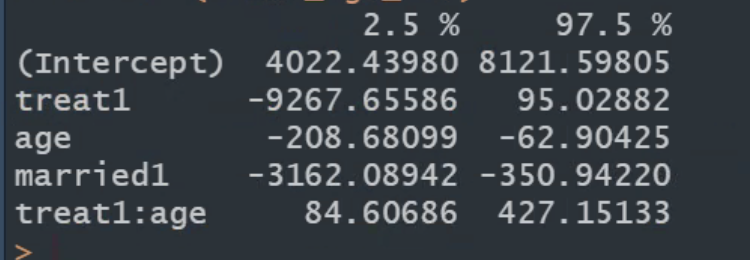 2.5 % 97.5 %
(Intercept) 4022.43980 8121.59805
treat1 -9267.65586 95.02882
age -208.68099 -62.90425
married1 -3162.08942 -350.94220
treat1:age 84.60686 427.15133
>